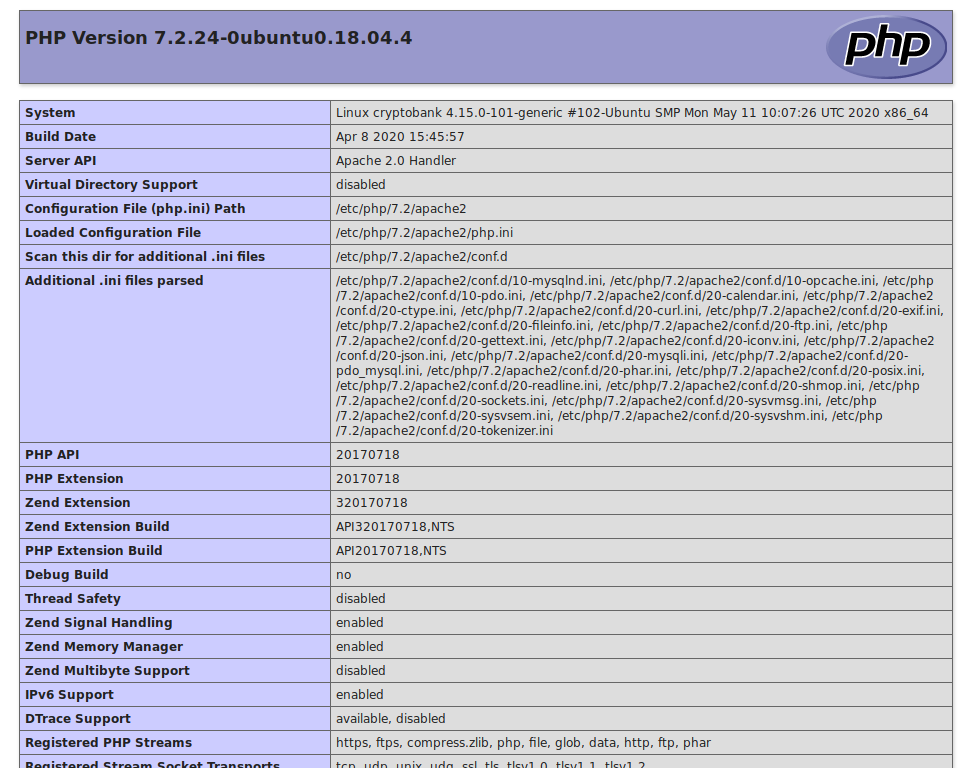 PHP Version 7.2.24-0ubuntu0.18.04.4
php
System Linux cryptobank 4.15.0-101-generic #102-Ubuntu SMP Mon May 11 10:07:26 UTC 2020 x86_64
Build Date Apr 8 2020 15:45:57
Server API Apache 2.0 Handler
Virtual Directory Support disabled
Configuration File (php.ini) Path /etc/php/7.2/apache2
Loaded Configuration File /etc/php/7.2/apache2/php.ini
Scan this dir for additional .ini files /etc/php/7.2/apache2/conf.d
Additional .ini files parsed /etc/php/7.2/apache2/conf.d/10-mysqlnd.ini, /etc/php/7.2/apache2/conf.d/10-opcache.ini, /etc/php
/7.2/apache2/conf.d/10-pdo.ini, /etc/php/7.2/apache2/conf.d/20-calendar.ini, /etc/php/7.2/apache2
/conf.d/20-ctype.ini, /etc/php/7.2/apache2/conf.d/20-curl.ini, /etc/php/7.2/apache2/conf.d/20-exif.ini,
/etc/php/7.2/apache2/conf.d/20-fileinfo.ini, /etc/php/7.2/apache2/conf.d/20-ftp.ini, /etc/php
/7.2/apache2/conf.d/20-gettext.ini, /etc/php/7.2/apache2/conf.d/20-iconv.ini, /etc/php/7.2/apache2
/conf.d/20-json.ini, /etc/php/7.2/apache2/conf.d/20-mysqli.ini, /etc/php/7.2/apache2/conf.d/20-
pdo_mysql.ini, /etc/php/7.2/apache2/conf.d/20-phar.ini, /etc/php/7.2/apache2/conf.d/20-posix.ini,
/etc/php/7.2/apache2/conf.d/20-readline.ini, /etc/php/7.2/apache2/conf.d/20-shmop.ini, /etc/php
/7.2/apache2/conf.d/20-sockets.ini, /etc/php/7.2/apache2/conf.d/20-sysvmsg.ini, /etc/php
/7.2/apache2/conf.d/20-sysvsem.ini, /etc/php/7.2/apache2/conf.d/20-sysvshm.ini, /etc/php
/7.2/apache2/conf.d/20-tokenizer.ini
PHP API 20170718
PHP Extension 20170718
Zend Extension 320170718
Zend Extension Build API320170718,NTS
PHP Extension Build API20170718,NTS
Debug Build no
Thread Safety disabled
Zend Signal Handling enabled
Zend Memory Manager enabled
Zend Multibyte Support disabled
IPv6 Support enabled
DTrace Support available, disabled
Registered PHP Streams https, ftps, compress.zlib, php, file, glob, data, http, ftp, phar
Registered Stream Socket Transports tcp, udp, unix, udg, ssl, tls, tlsv1.0, tlsv1.1, tlsv1.2